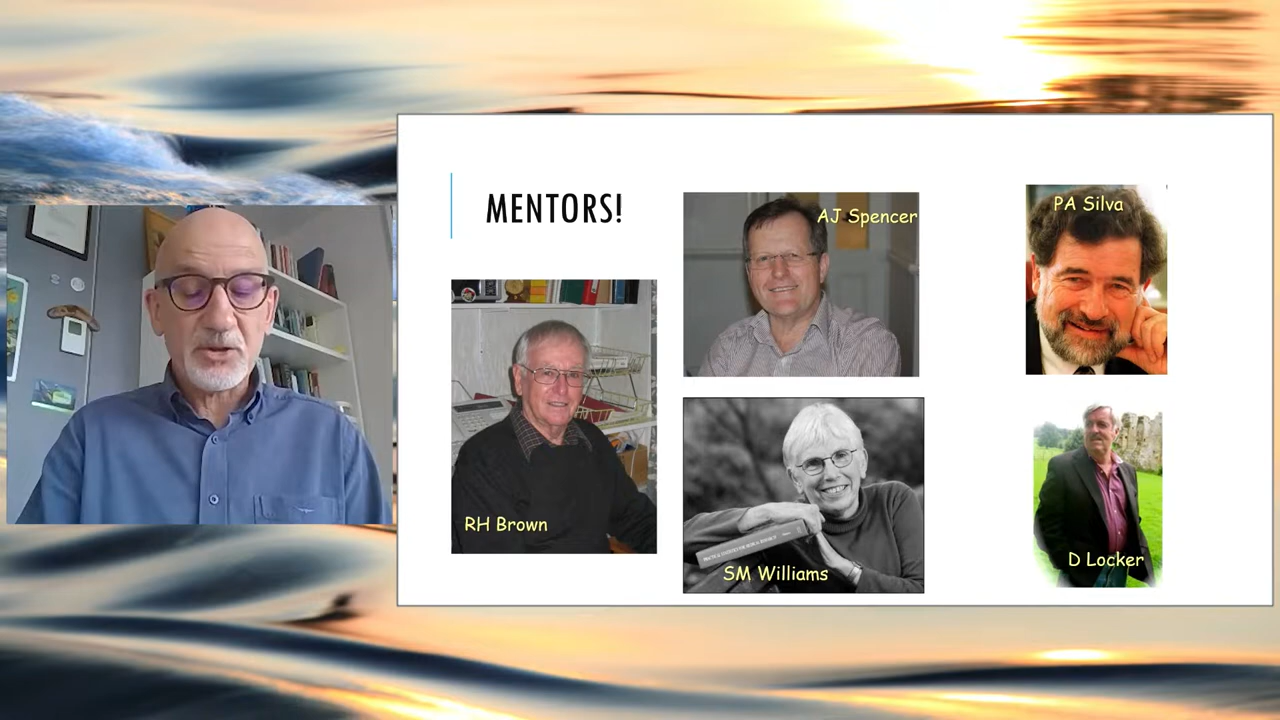 MENTORS!
AJ Spencer
PA Silva
RH Brown
SM Williams
D Locker